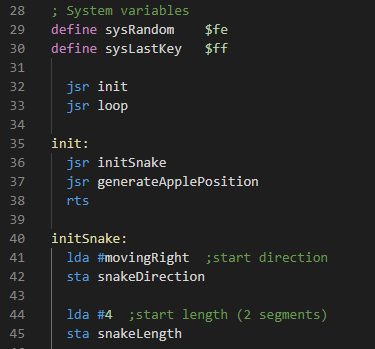 28 ; System variables
29 define sysRandom   $fe
30 define sysLastKey  $ff
31
32   jsr init
33   jsr loop
34
35 init:
36   jsr initSnake
37   jsr generateApplePosition
38   rts
39
40 initSnake:
41   lda #movingRight  ;start direction
42   sta snakeDirection
43
44   lda #4  ;start length (2 segments)
45   sta snakeLength